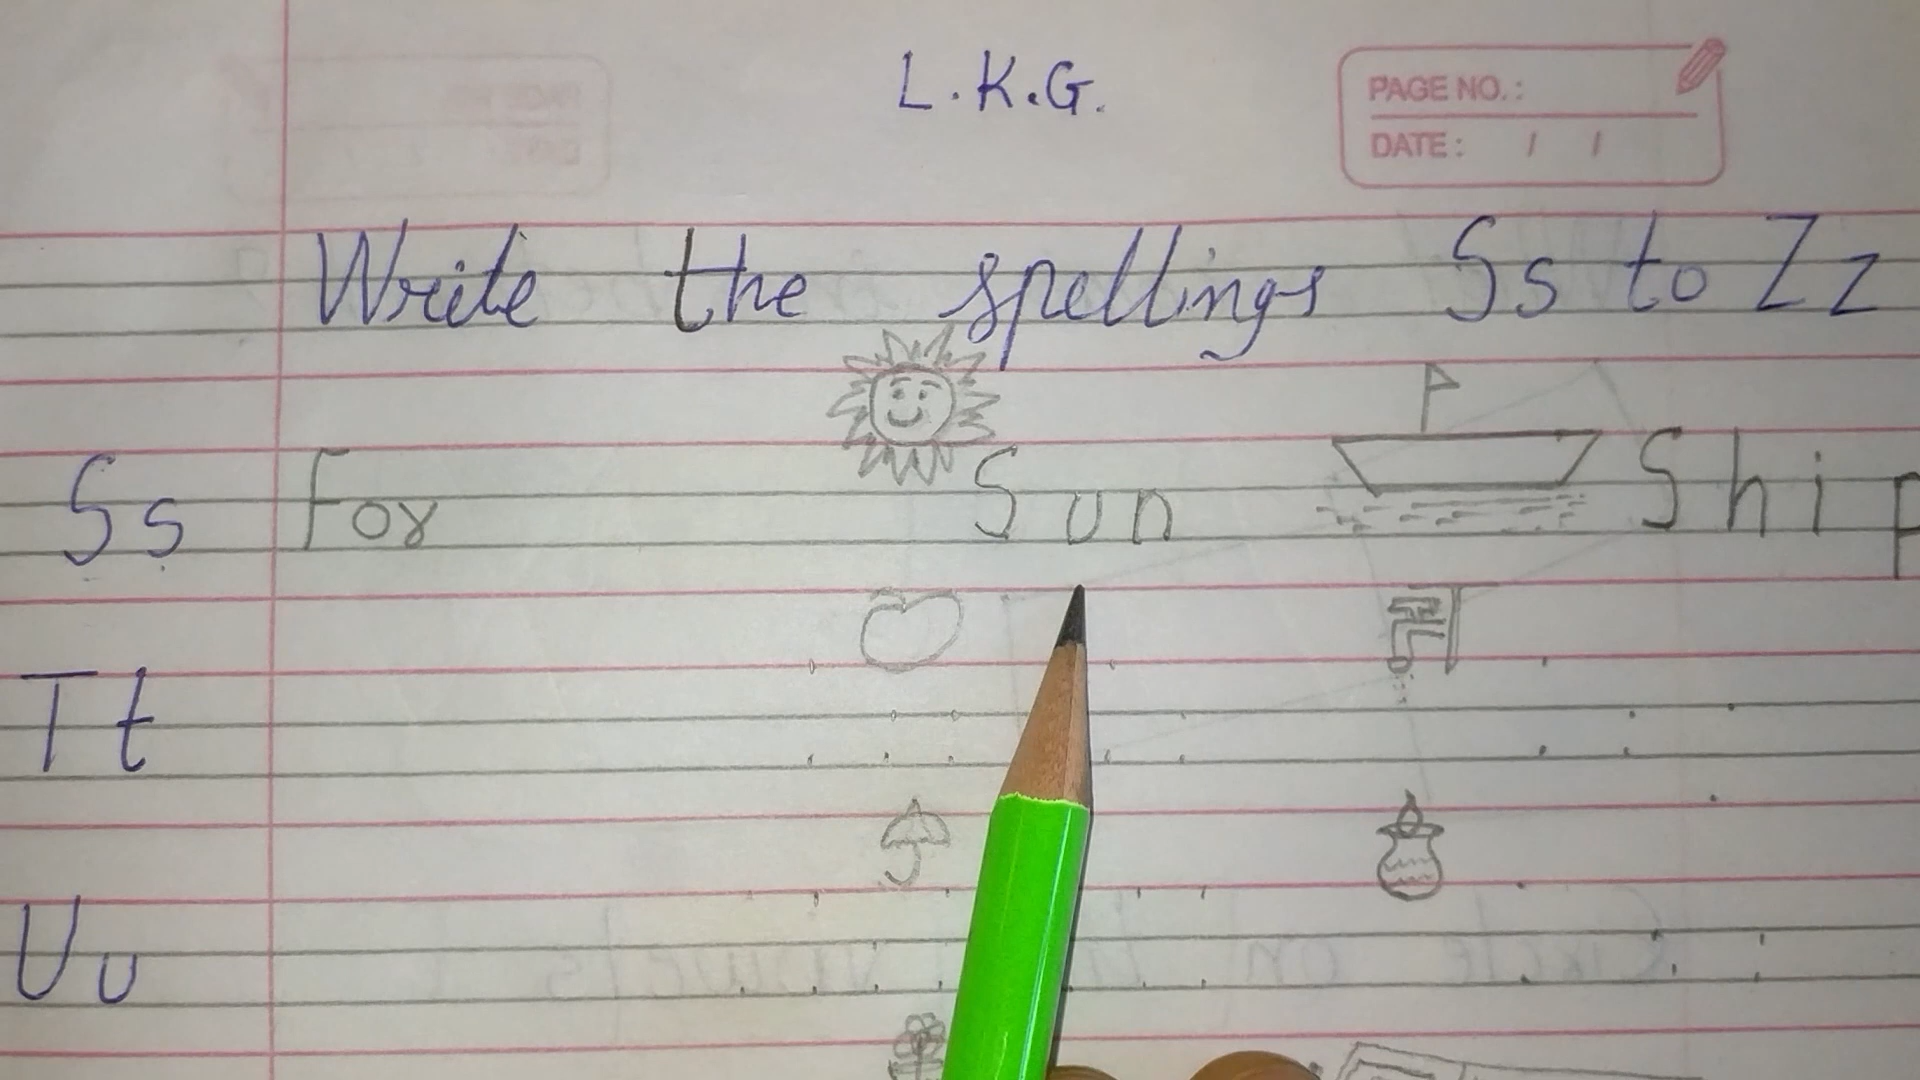 L.K.G.
PAGE NO.:
DATE: / /
Write the spellings Ss to Zz
Ss For Sun Ship
Tt
Uu